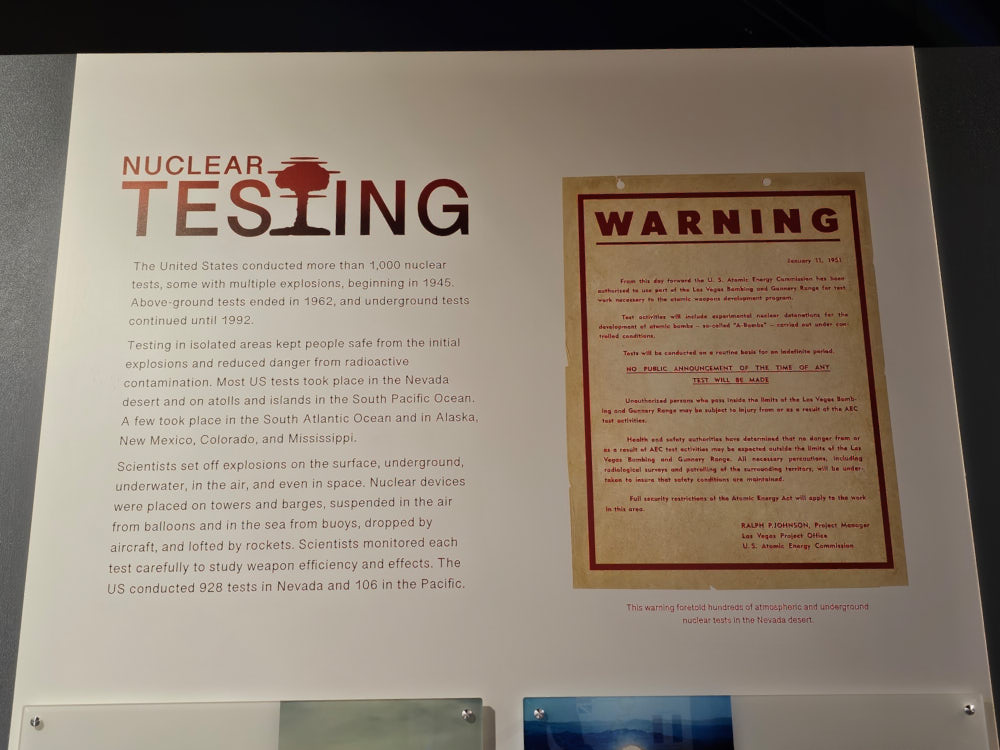 NUCLEAR
TESTING
The United States conducted more than 1,000 nuclear
tests, some with multiple explosions, beginning in 1945.
Above-ground tests ended in 1962, and underground tests
continued until 1992.
Testing in isolated areas kept people safe from the initial
explosions and reduced danger from radioactive
contamination. Most US tests took place in the Nevada
desert and on atolls and islands in the South Pacific Ocean.
A few took place in the South Atlantic Ocean and in Alaska,
New Mexico, Colorado, and Mississippi.
Scientists set off explosions on the surface, underground,
underwater, in the air, and even in space. Nuclear devices
were placed on towers and barges, suspended in the air
from balloons and in the sea from buoys, dropped by
aircraft, and lofted by rockets. Scientists monitored each
test carefully to study weapon efficiency and effects. The
US conducted 928 tests in Nevada and 106 in the Pacific.
WARNING
January 11, 1951
From this day forward the U. S. Atomic Energy Commission has been
authorized to use part of the Las Vegas Bombing and Gunnery Range for test
work necessary to the atomic weapons development program.
Test activities will include experimental nuclear detonations for the
development of atomic bombs – so-called "A-Bombs" – carried out under con-
trolled conditions.
Tests will be conducted on a routine basis for an indefinite period.
NO PUBLIC ANNOUNCEMENT OF THE TIME OF ANY
TEST WILL BE MADE
Unauthorized persons who pass inside the limits of the Las Vegas Bomb-
ing and Gunnery Range may be subject to injury from or as a result of the AEC
test activities.
Health and safety authorities have determined that no danger from or
as a result of AEC test activities may be expected outside the limits of the Las
Vegas Bombing and Gunnery Range. All necessary precautions, including
radiological surveys and patrolling of the surrounding territory, will be under-
taken to insure that safety conditions are maintained.
Full security restrictions of the Atomic Energy Act will apply to the work
in this area.
RALPH P. JOHNSON, Project Manager
Las Vegas Project Office
U. S. Atomic Energy Commission
This warning foretold hundreds of atmospheric and underground
nuclear tests in the Nevada desert.